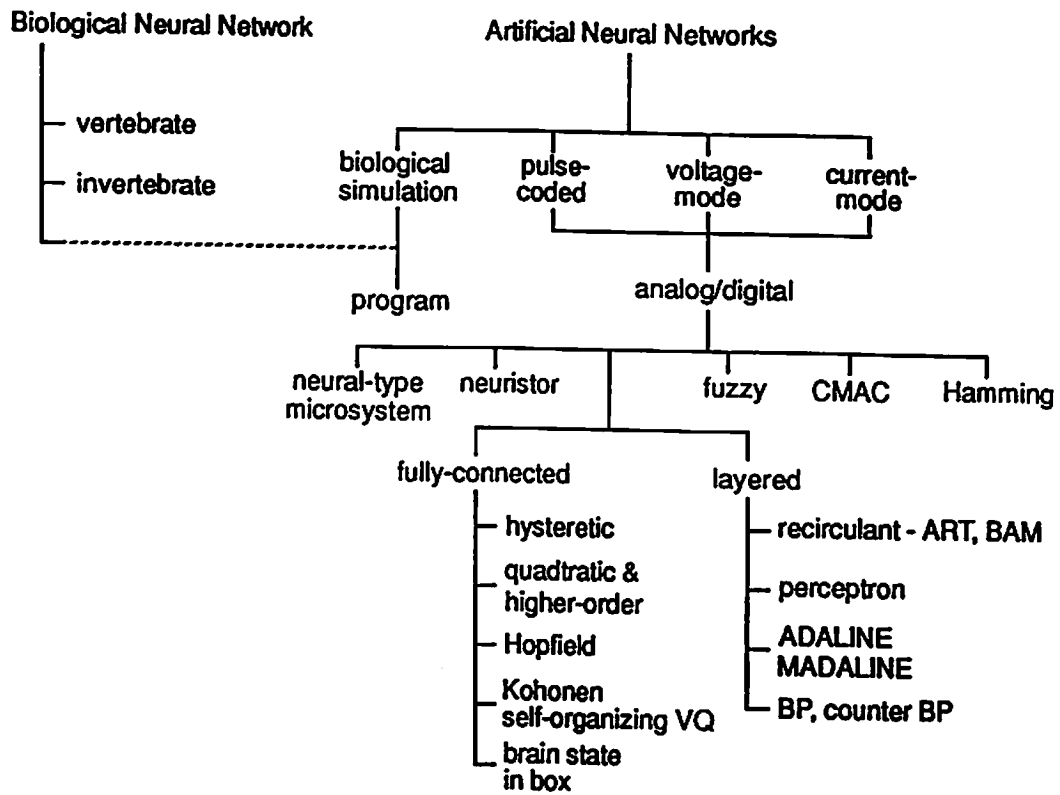 Biological Neural Network
Artificial Neural Networks
vertebrate
invertebrate
biological
simulation
pulse-
coded
voltage-
mode
current-
mode
program
analog/digital
neural-type
microsystem
neuristor
fuzzy
CMAC
Hamming
fully-connected
layered
hysteretic
quadtratic &
higher-order
Hopfield
Kohonen
self-organizing VQ
brain state
in box
recirculant - ART, BAM
perceptron
ADALINE
MADALINE
BP, counter BP